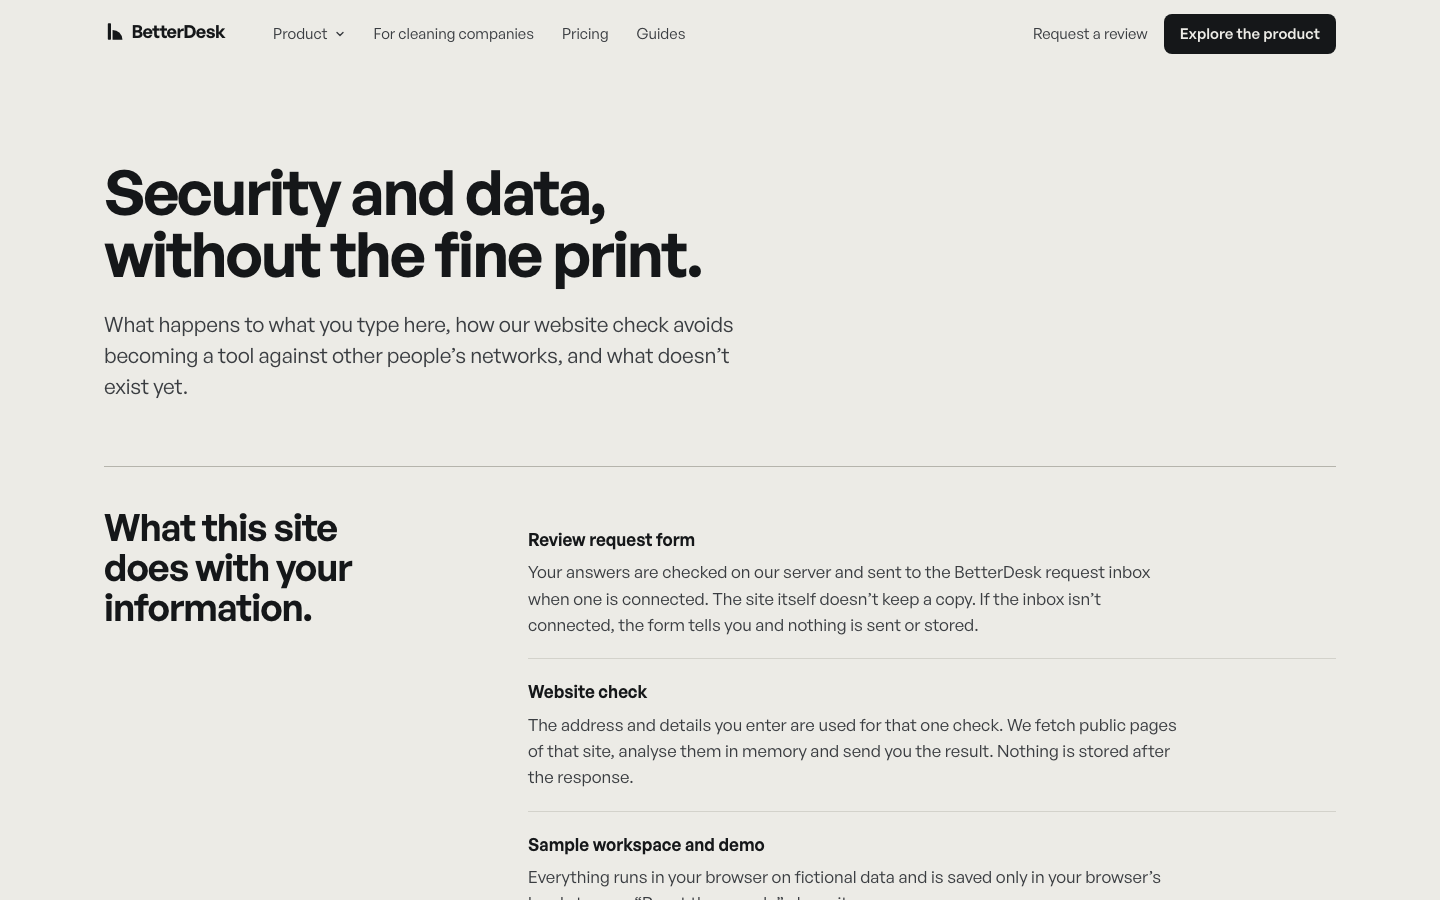 BetterDesk
Product
For cleaning companies
Pricing
Guides
Request a review
Explore the product
Security and data,
without the fine print.
What happens to what you type here, how our website check avoids
becoming a tool against other people’s networks, and what doesn’t
exist yet.
What this site
does with your
information.
Review request form
Your answers are checked on our server and sent to the BetterDesk request inbox
when one is connected. The site itself doesn’t keep a copy. If the inbox isn’t
connected, the form tells you and nothing is sent or stored.
Website check
The address and details you enter are used for that one check. We fetch public pages
of that site, analyse them in memory and send you the result. Nothing is stored after
the response.
Sample workspace and demo
Everything runs in your browser on fictional data and is saved only in your browser’s